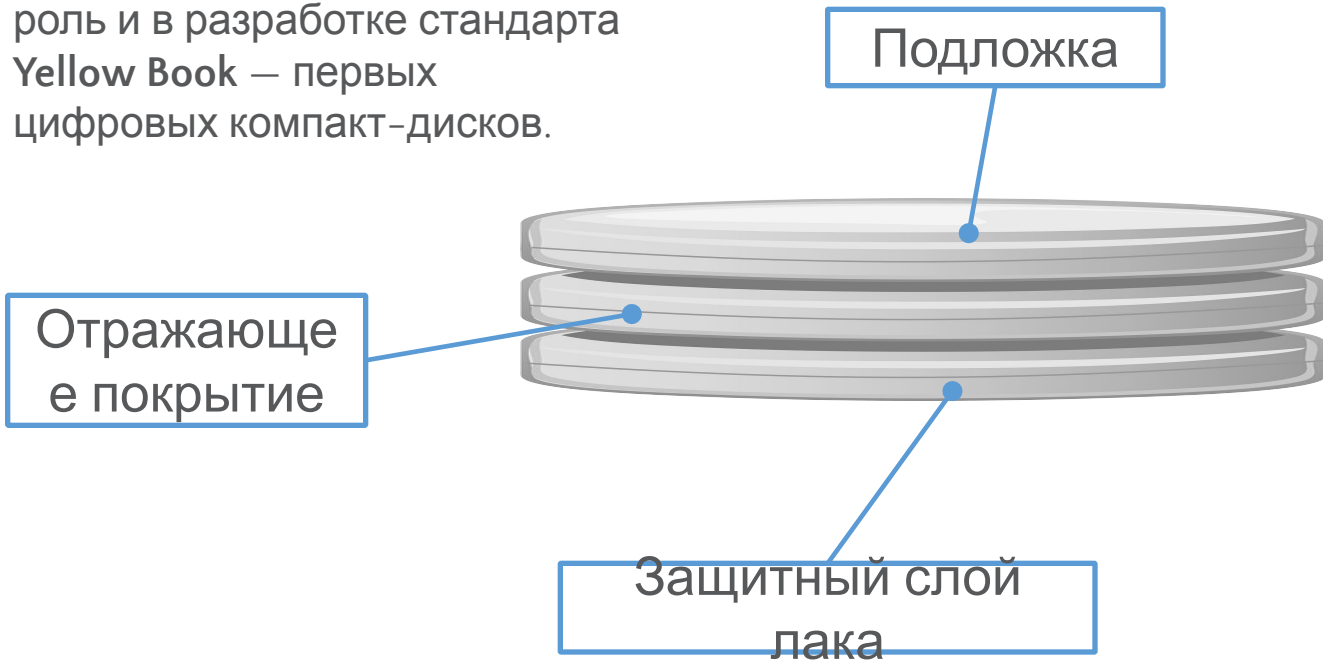 роль и в разработке стандарта
Yellow Book — первых
цифровых компакт-дисков.
Подложка
Отражающе
е покрытие
Защитный слой
лака